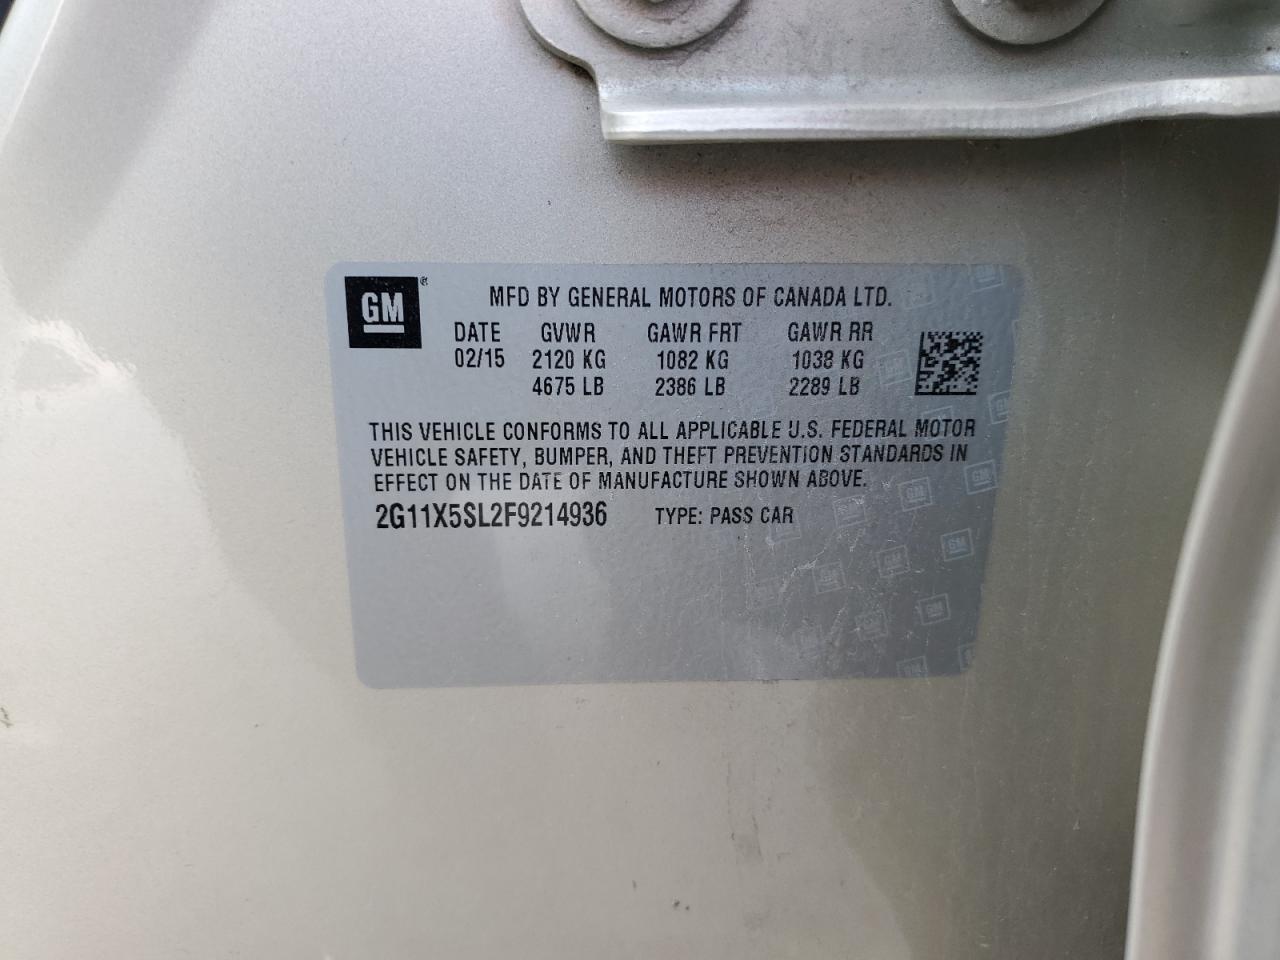 GM ®
MFD BY GENERAL MOTORS OF CANADA LTD.
DATE GVWR GAWR FRT GAWR RR
02/15 2120 KG 1082 KG 1038 KG
4675 LB 2386 LB 2289 LB
THIS VEHICLE CONFORMS TO ALL APPLICABLE U.S. FEDERAL MOTOR
VEHICLE SAFETY, BUMPER, AND THEFT PREVENTION STANDARDS IN
EFFECT ON THE DATE OF MANUFACTURE SHOWN ABOVE.
2G11X5SL2F9214936 TYPE: PASS CAR